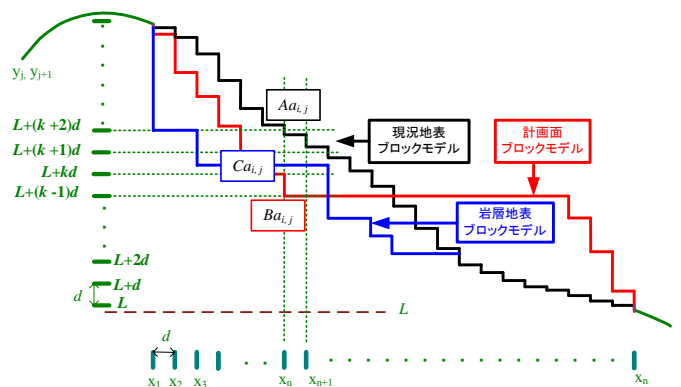 y_j, y_{j+1}
L+(k +2)d
L+(k +1)d
L+kd
L+(k -1)d
L+2d
L+d
L
d
Aa_{i, j}
Ca_{i, j}
Ba_{i, j}
現況地表
ブロックモデル
計画面
ブロックモデル
岩層地表
ブロックモデル
L
d
x_1
x_2
x_3
x_n
x_{n+1}
x_n